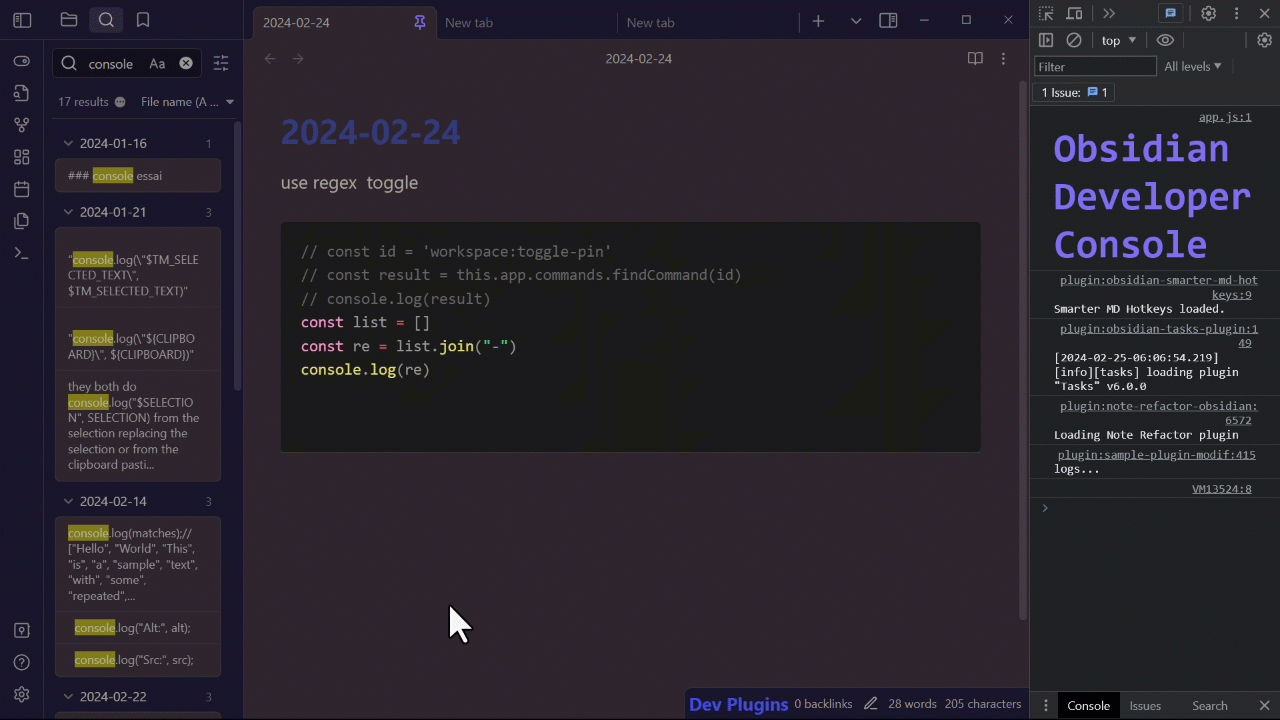 2024-02-24
New tab
New tab
console
Aa
17 results
File name (A ...
2024-01-16
1
### console essai
2024-01-21
3
"console.log(\"$TM_SELE
CTED_TEXT\",
$TM_SELECTED_TEXT)"
"console.log(\"${CLIPBO
ARD}\", ${CLIPBOARD})"
they both do
console.log("$SELECTIO
N", SELECTION) from the
selection replacing the
selection or from the
clipboard pasti...
2024-02-14
3
console.log(matches);//
["Hello", "World", "This",
"is", "a", "sample", "text",
"with", "some",
"repeated",...
console.log("Alt:", alt);
console.log("Src:", src);
2024-02-22
3
2024-02-24
2024-02-24
use regex toggle
// const id = 'workspace:toggle-pin'
// const result = this.app.commands.findCommand(id)
// console.log(result)
const list = []
const re = list.join("-")
console.log(re)
Dev Plugins
0 backlinks
28 words
205 characters
top
Filter
All levels
1 Issue:
1
app.js:1
Obsidian
Developer
Console
plugin:obsidian-smarter-md-hot
keys:9
Smarter MD Hotkeys loaded.
plugin:obsidian-tasks-plugin:1
49
[2024-02-25-06:06:54.219]
[info][tasks] loading plugin
"Tasks" v6.0.0
plugin:note-refactor-obsidian:
6572
Loading Note Refactor plugin
plugin:sample-plugin-modif:415
logs...
VM13524:8
Console
Issues
Search